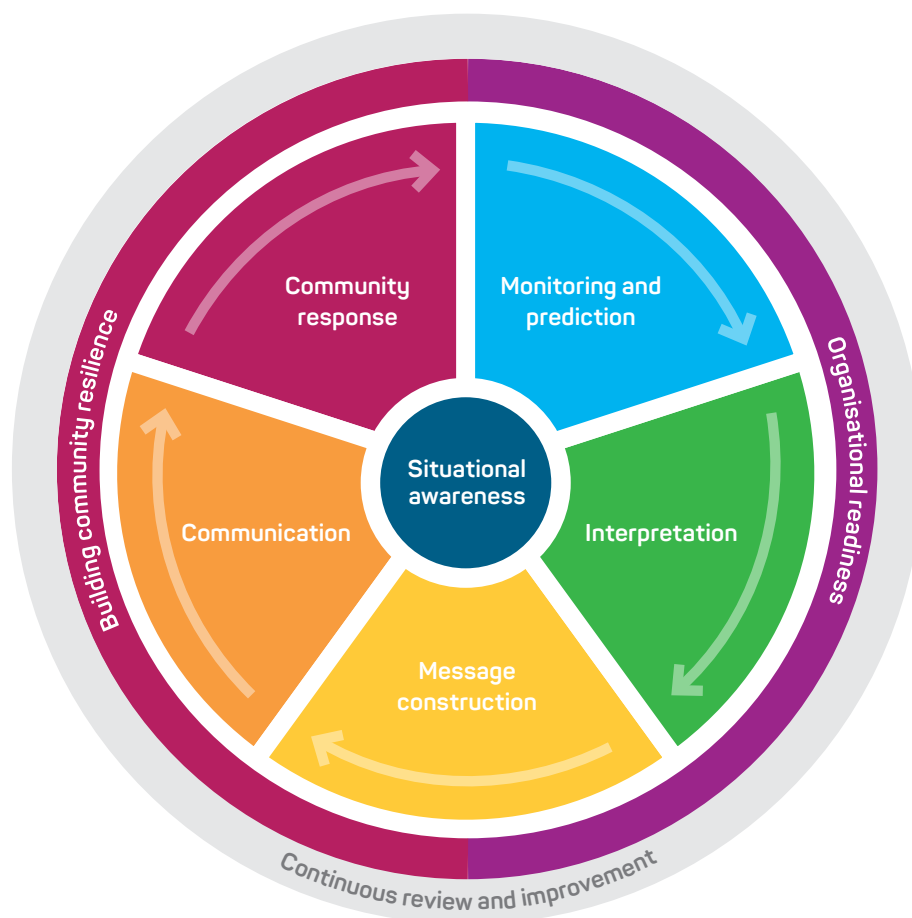 Community
response
Monitoring and
prediction
Building community resilience
Organisational readiness
Situational
awareness
Communication
Interpretation
Message
construction
Continuous review and improvement